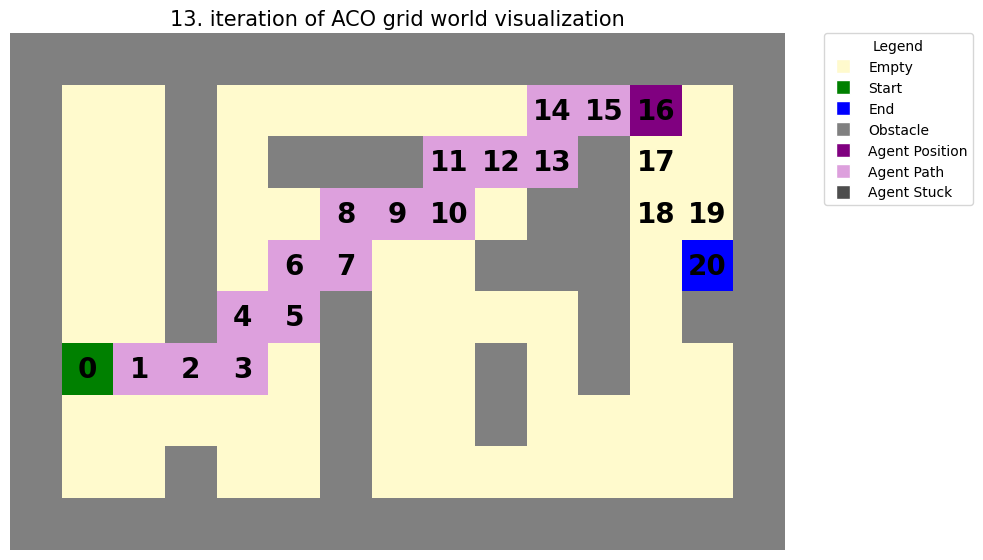 13. iteration of ACO grid world visualization
Legend
Empty
Start
End
Obstacle
Agent Position
Agent Path
Agent Stuck
14 15 16
11 12 13 17
8 9 10 18 19
6 7 20
4 5
0 1 2 3